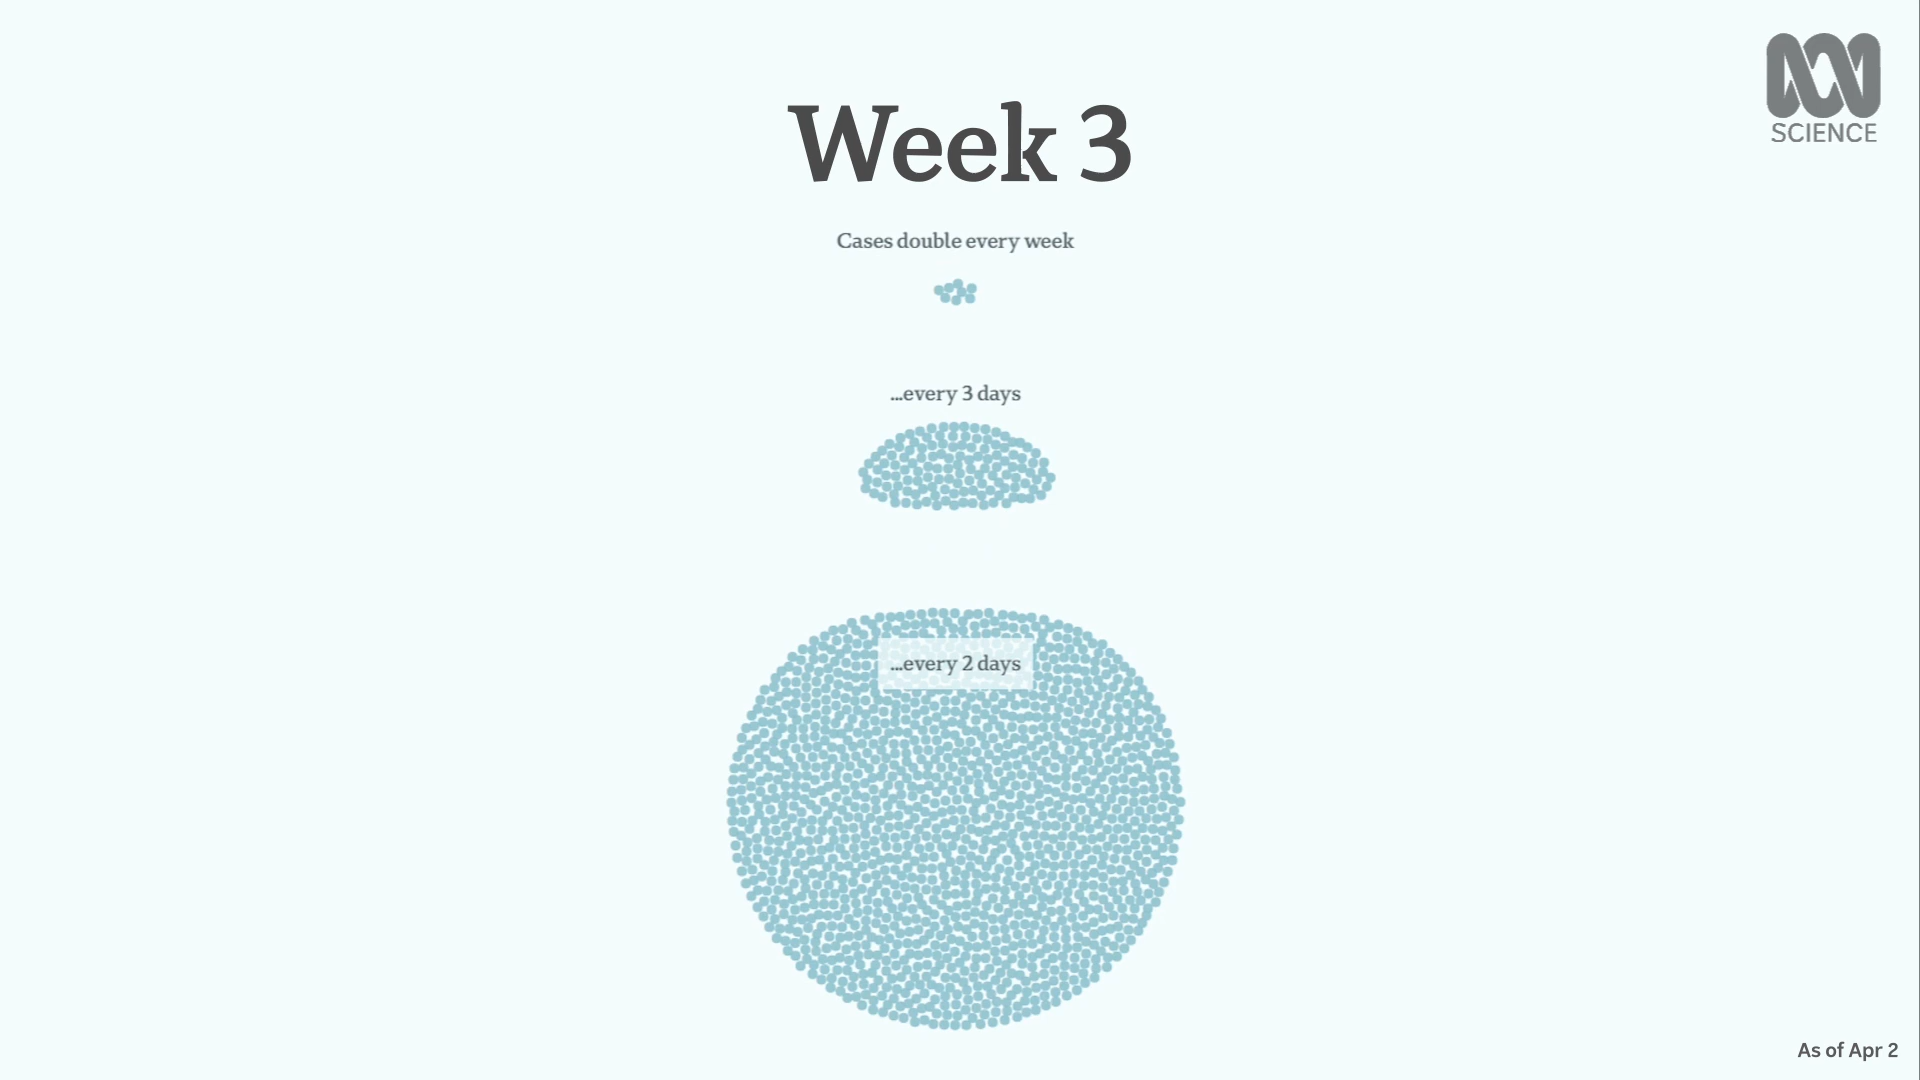 SCIENCE
Week 3
Cases double every week
...every 3 days
...every 2 days
As of Apr 2